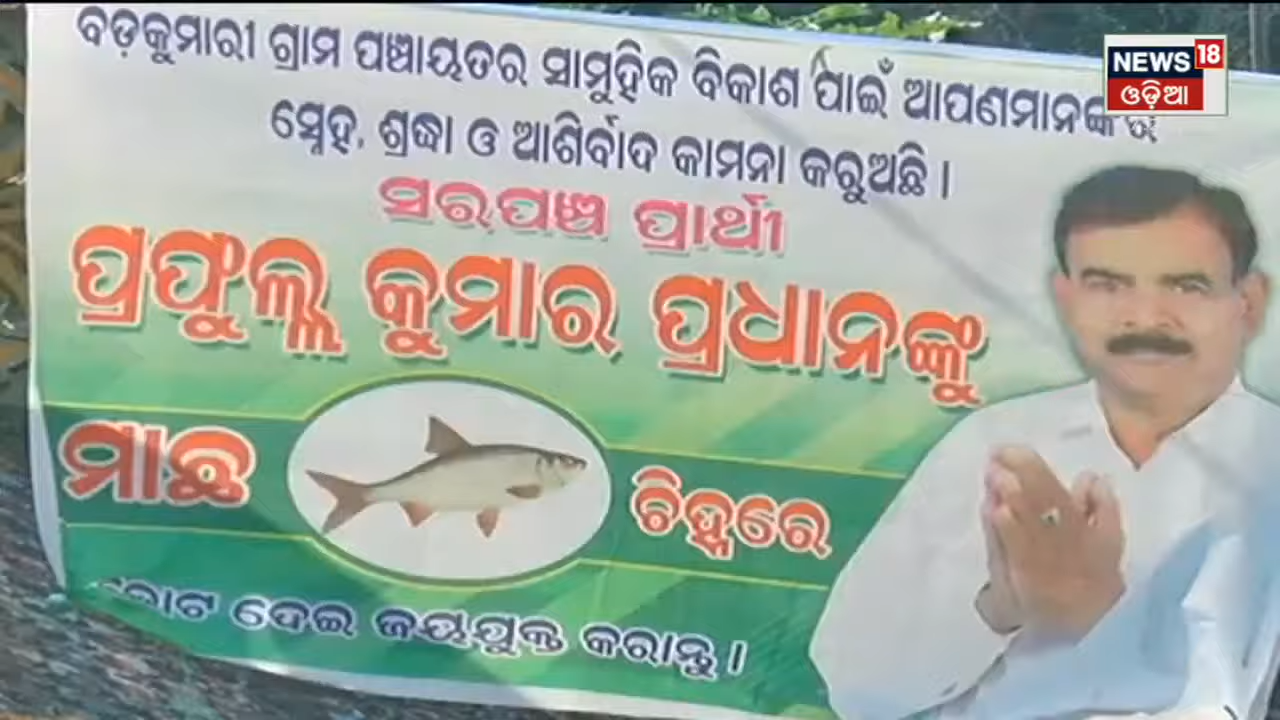 ବଡ଼କୁମାରୀ ଗ୍ରାମ ପଞ୍ଚାୟତର ସାମୁହିକ ବିକାଶ ପାଇଁ ଆପଣମାନଙ୍କର
ସ୍ନେହ, ଶ୍ରଦ୍ଧା ଓ ଆଶିର୍ବାଦ କାମନା କରୁଅଛି।
ସରପଞ୍ଚ ପ୍ରାର୍ଥୀ
ପ୍ରଫୁଲ୍ଲ କୁମାର ପ୍ରଧାନଙ୍କୁ
ମାଛ ଚିହ୍ନରେ
ଭୋଟ ଦେଇ ଜୟଯୁକ୍ତ କରାନ୍ତୁ।
NEWS 18
ଓଡ଼ିଆ